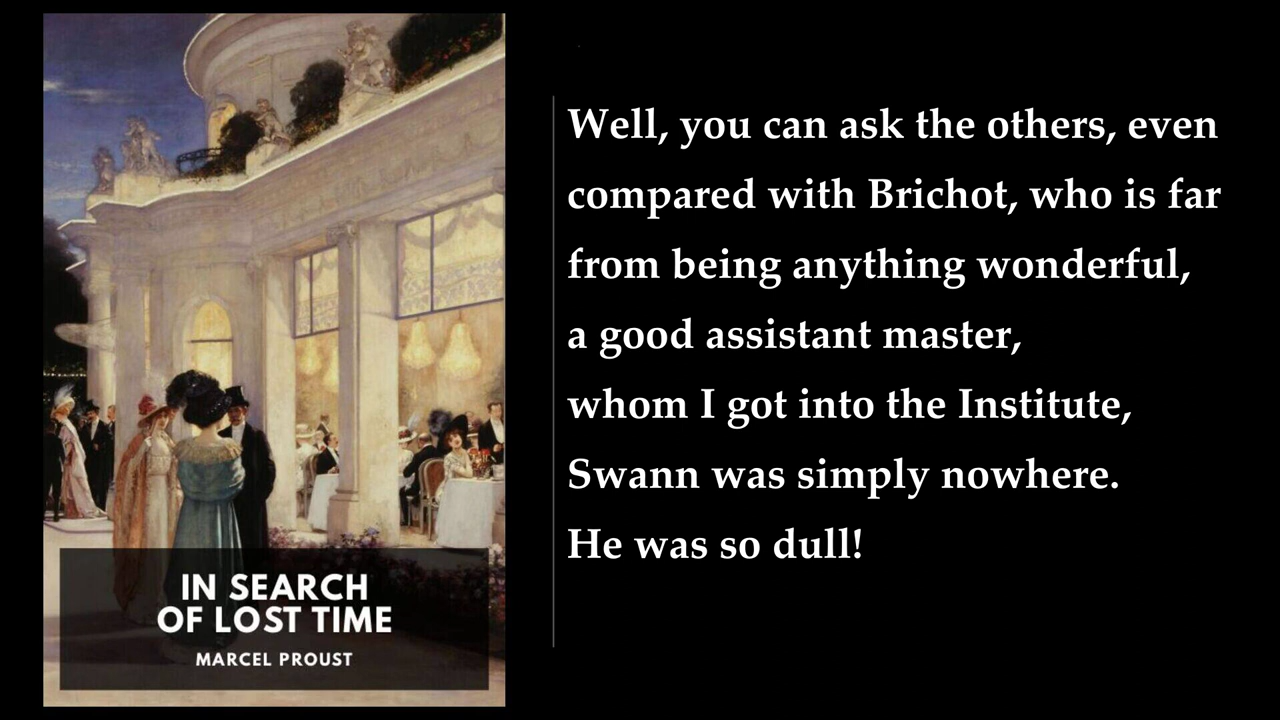 Well, you can ask the others, even
compared with Brichot, who is far
from being anything wonderful,
a good assistant master,
whom I got into the Institute,
Swann was simply nowhere.
He was so dull!
IN SEARCH
OF LOST TIME
MARCEL PROUST